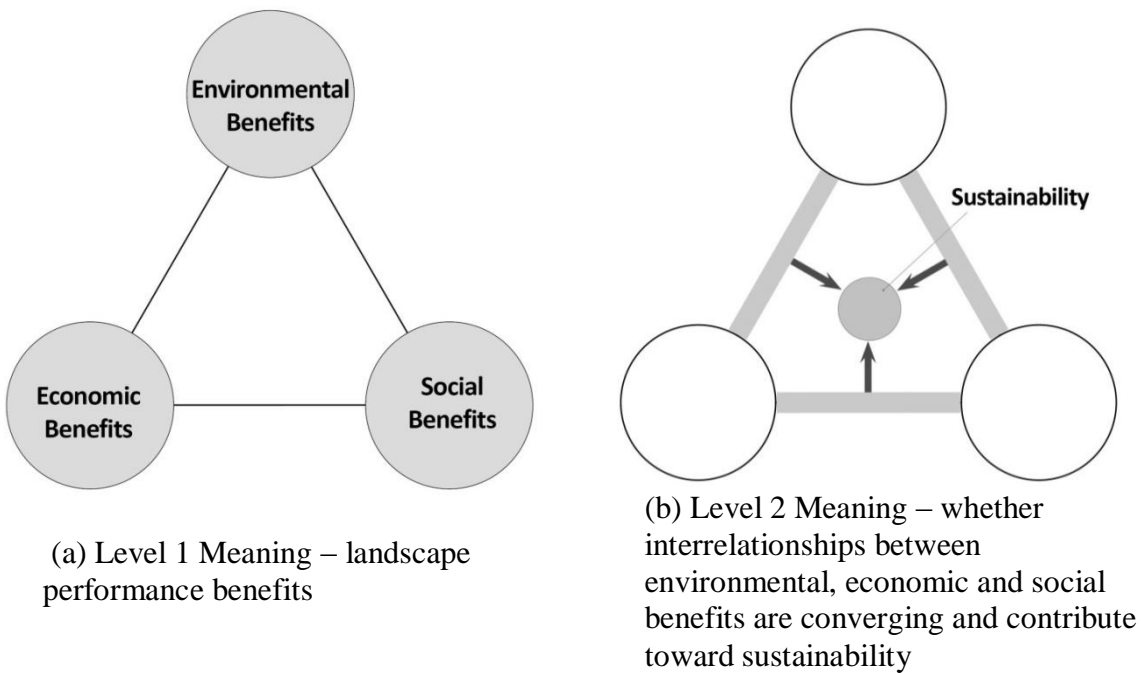 Environmental
Benefits
Economic
Benefits
Social
Benefits
(a) Level 1 Meaning – landscape
performance benefits
Sustainability
(b) Level 2 Meaning – whether
interrelationships between
environmental, economic and social
benefits are converging and contribute
toward sustainability